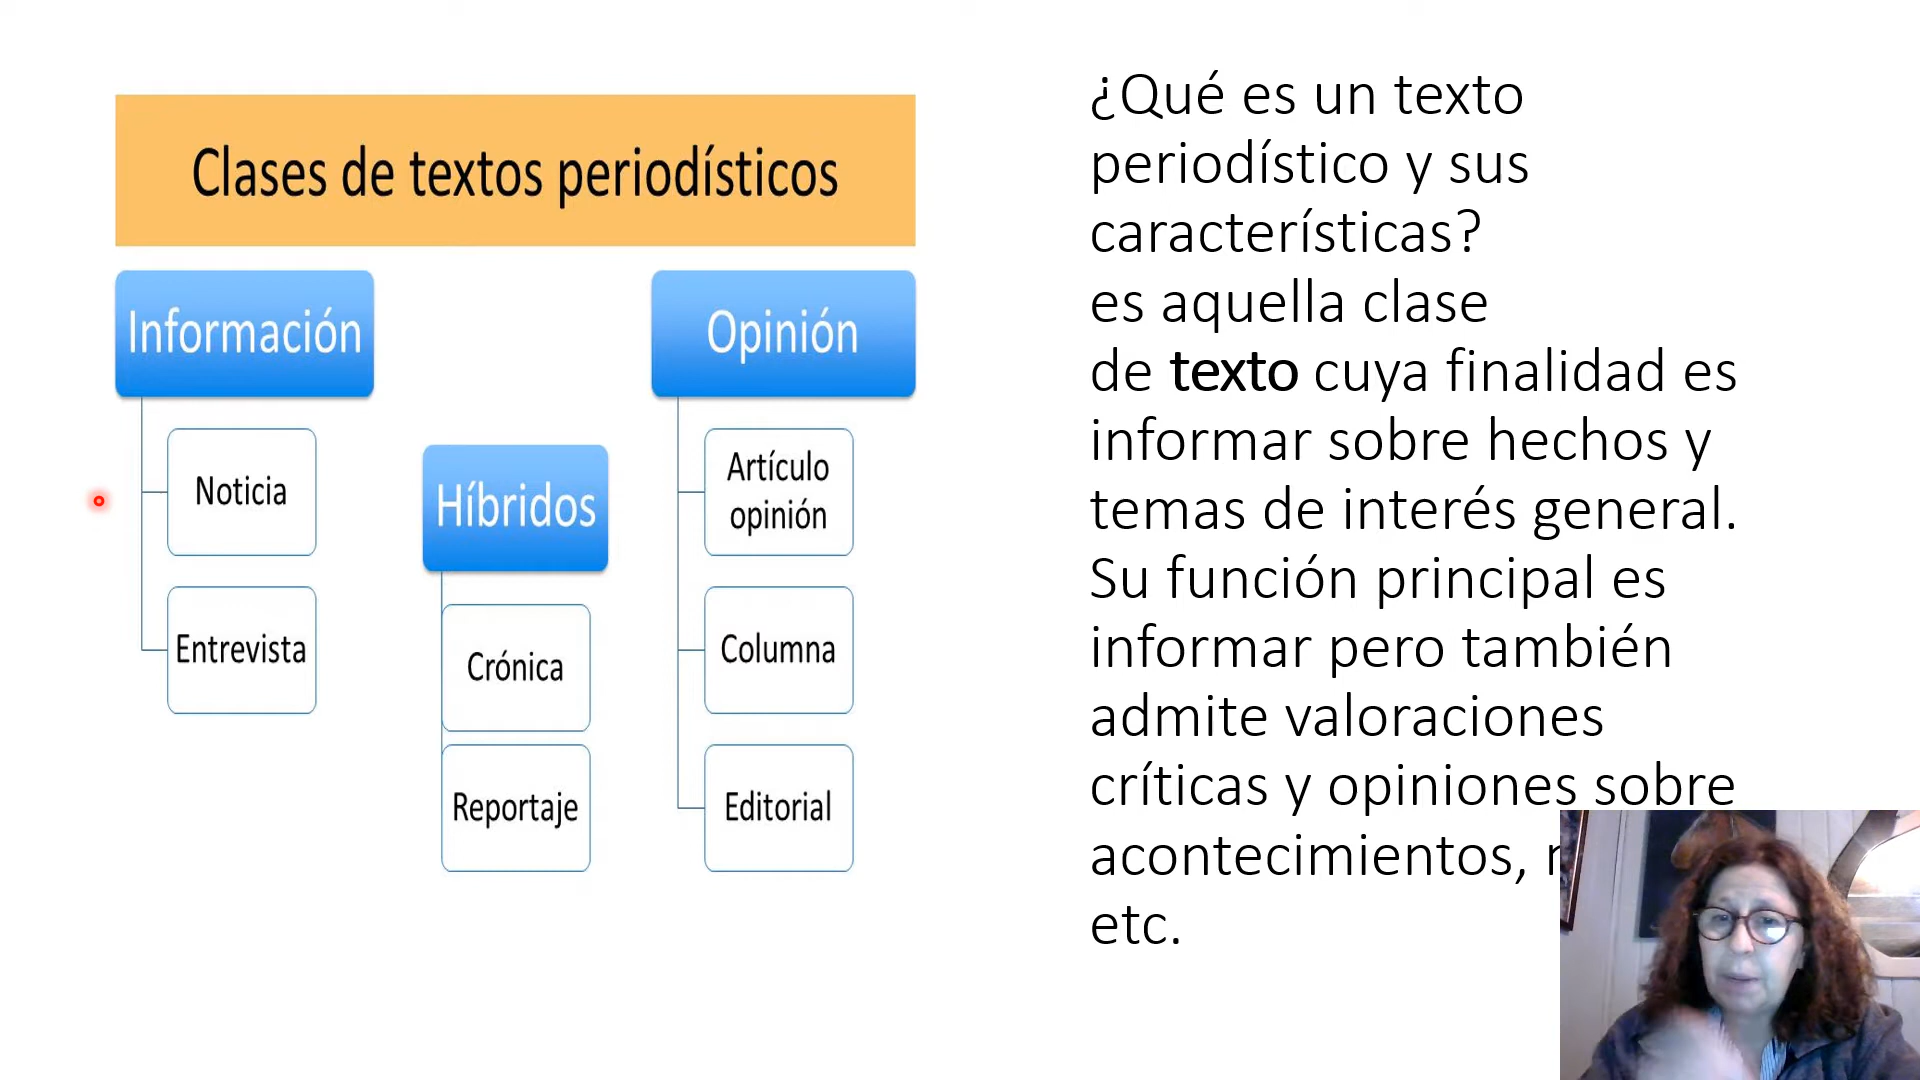 Clases de textos periodísticos
Información
Noticia
Entrevista
Híbridos
Crónica
Reportaje
Opinión
Artículo
opinión
Columna
Editorial
¿Qué es un texto
periodístico y sus
características?
es aquella clase
de texto cuya finalidad es
informar sobre hechos y
temas de interés general.
Su función principal es
informar pero también
admite valoraciones
críticas y opiniones sobre
acontecimientos,
etc.